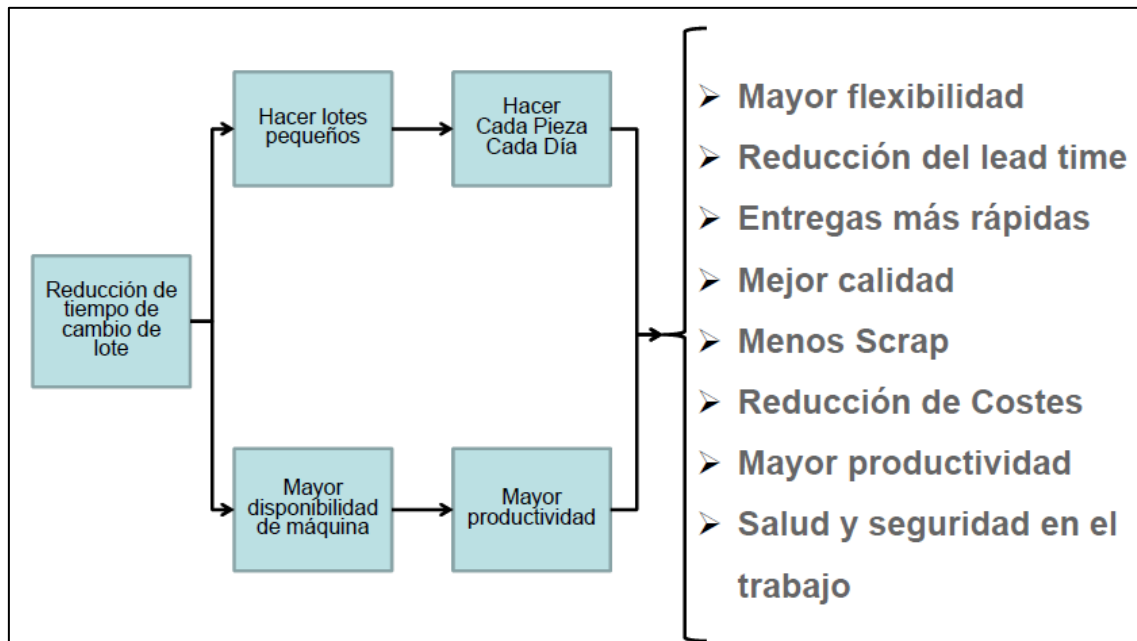 Reducción de
tiempo de
cambio de
lote
Hacer lotes
pequeños
Hacer
Cada Pieza
Cada Día
Mayor
disponibilidad
de máquina
Mayor
productividad
Mayor flexibilidad
Reducción del lead time
Entregas más rápidas
Mejor calidad
Menos Scrap
Reducción de Costes
Mayor productividad
Salud y seguridad en el
trabajo